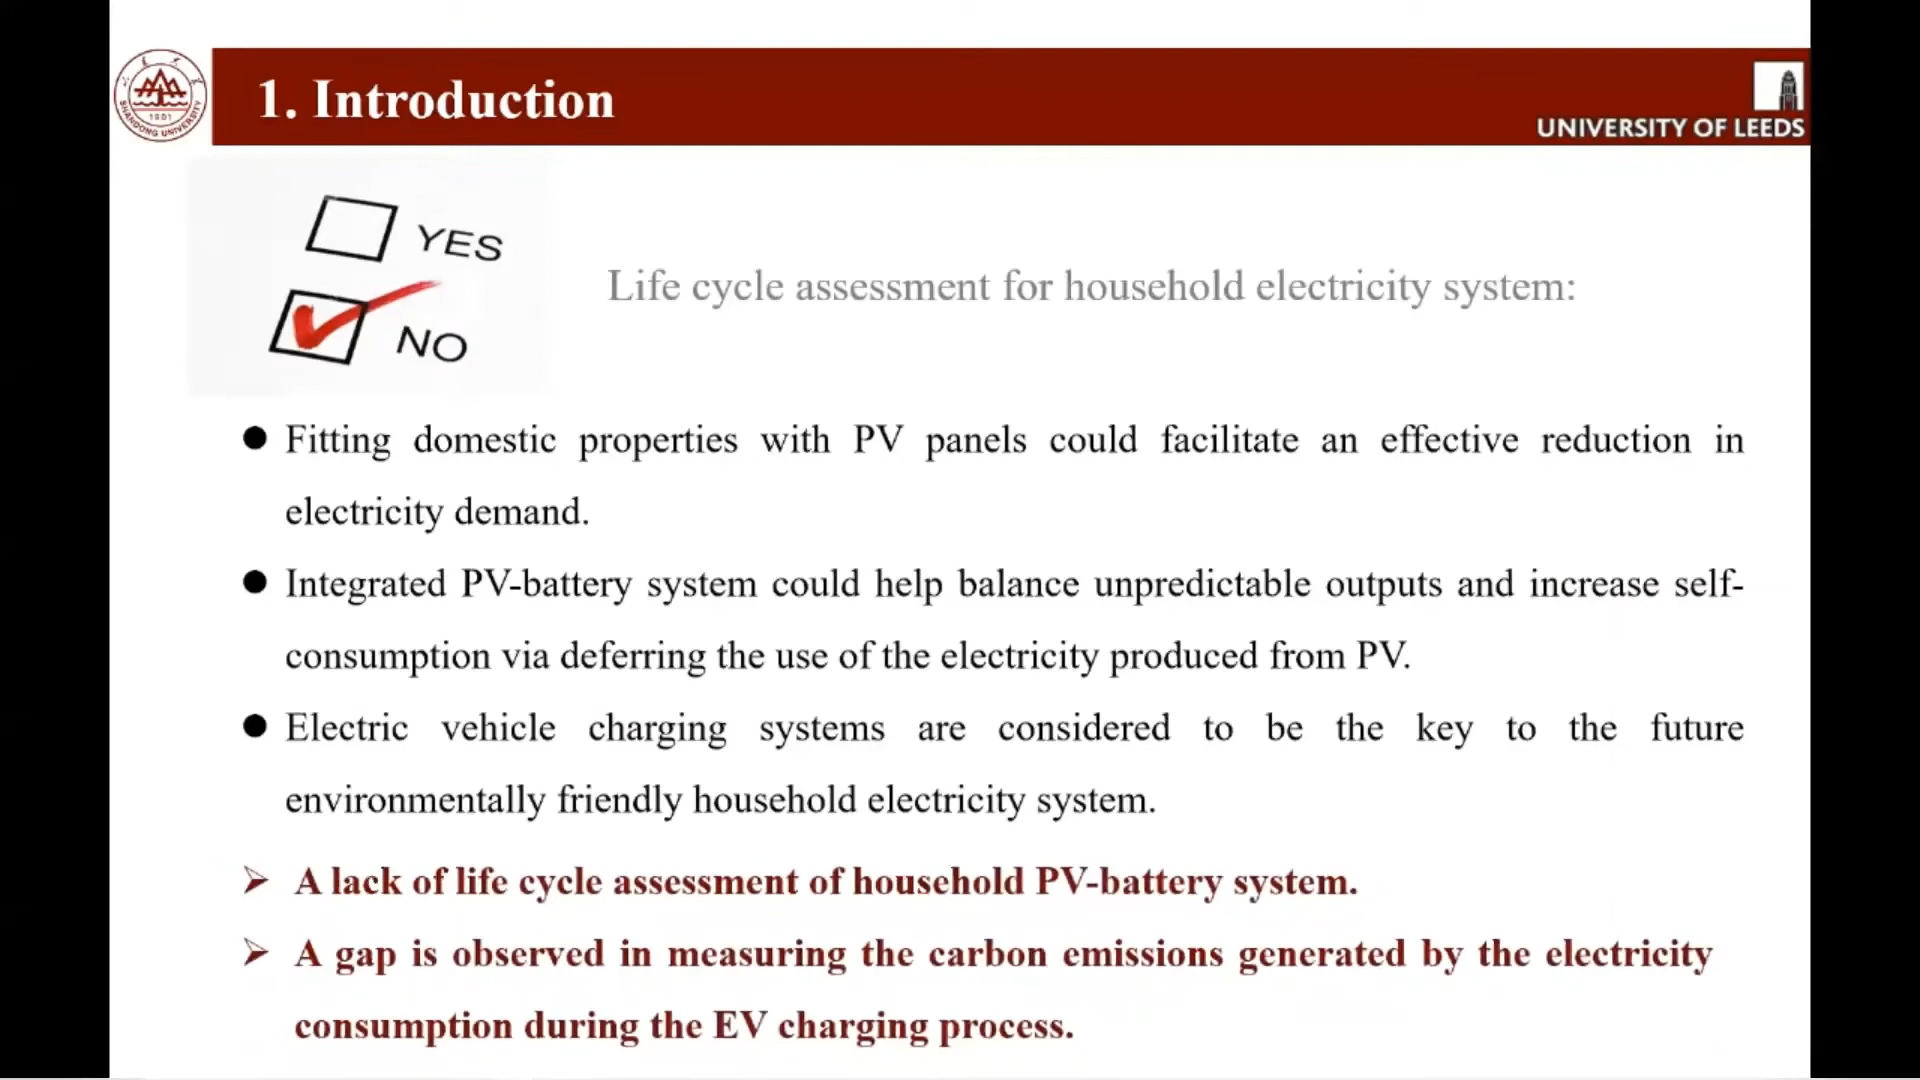 1. Introduction
SHANDONG UNIVERSITY
1901
UNIVERSITY OF LEEDS
YES
NO
Life cycle assessment for household electricity system:
● Fitting domestic properties with PV panels could facilitate an effective reduction in
electricity demand.
● Integrated PV-battery system could help balance unpredictable outputs and increase self-
consumption via deferring the use of the electricity produced from PV.
● Electric vehicle charging systems are considered to be the key to the future
environmentally friendly household electricity system.
➢ A lack of life cycle assessment of household PV-battery system.
➢ A gap is observed in measuring the carbon emissions generated by the electricity
consumption during the EV charging process.